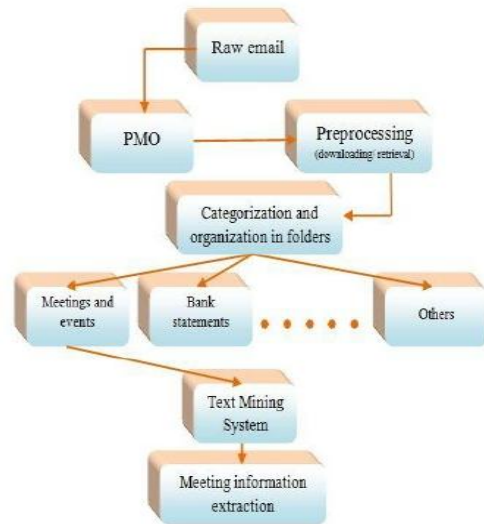 Raw email
PMO
Preprocessing
(downloading/ retrieval)
Categorization and
organization in folders
Meetings and
events
Bank
statements
Others
Text Mining
System
Meeting information
extraction